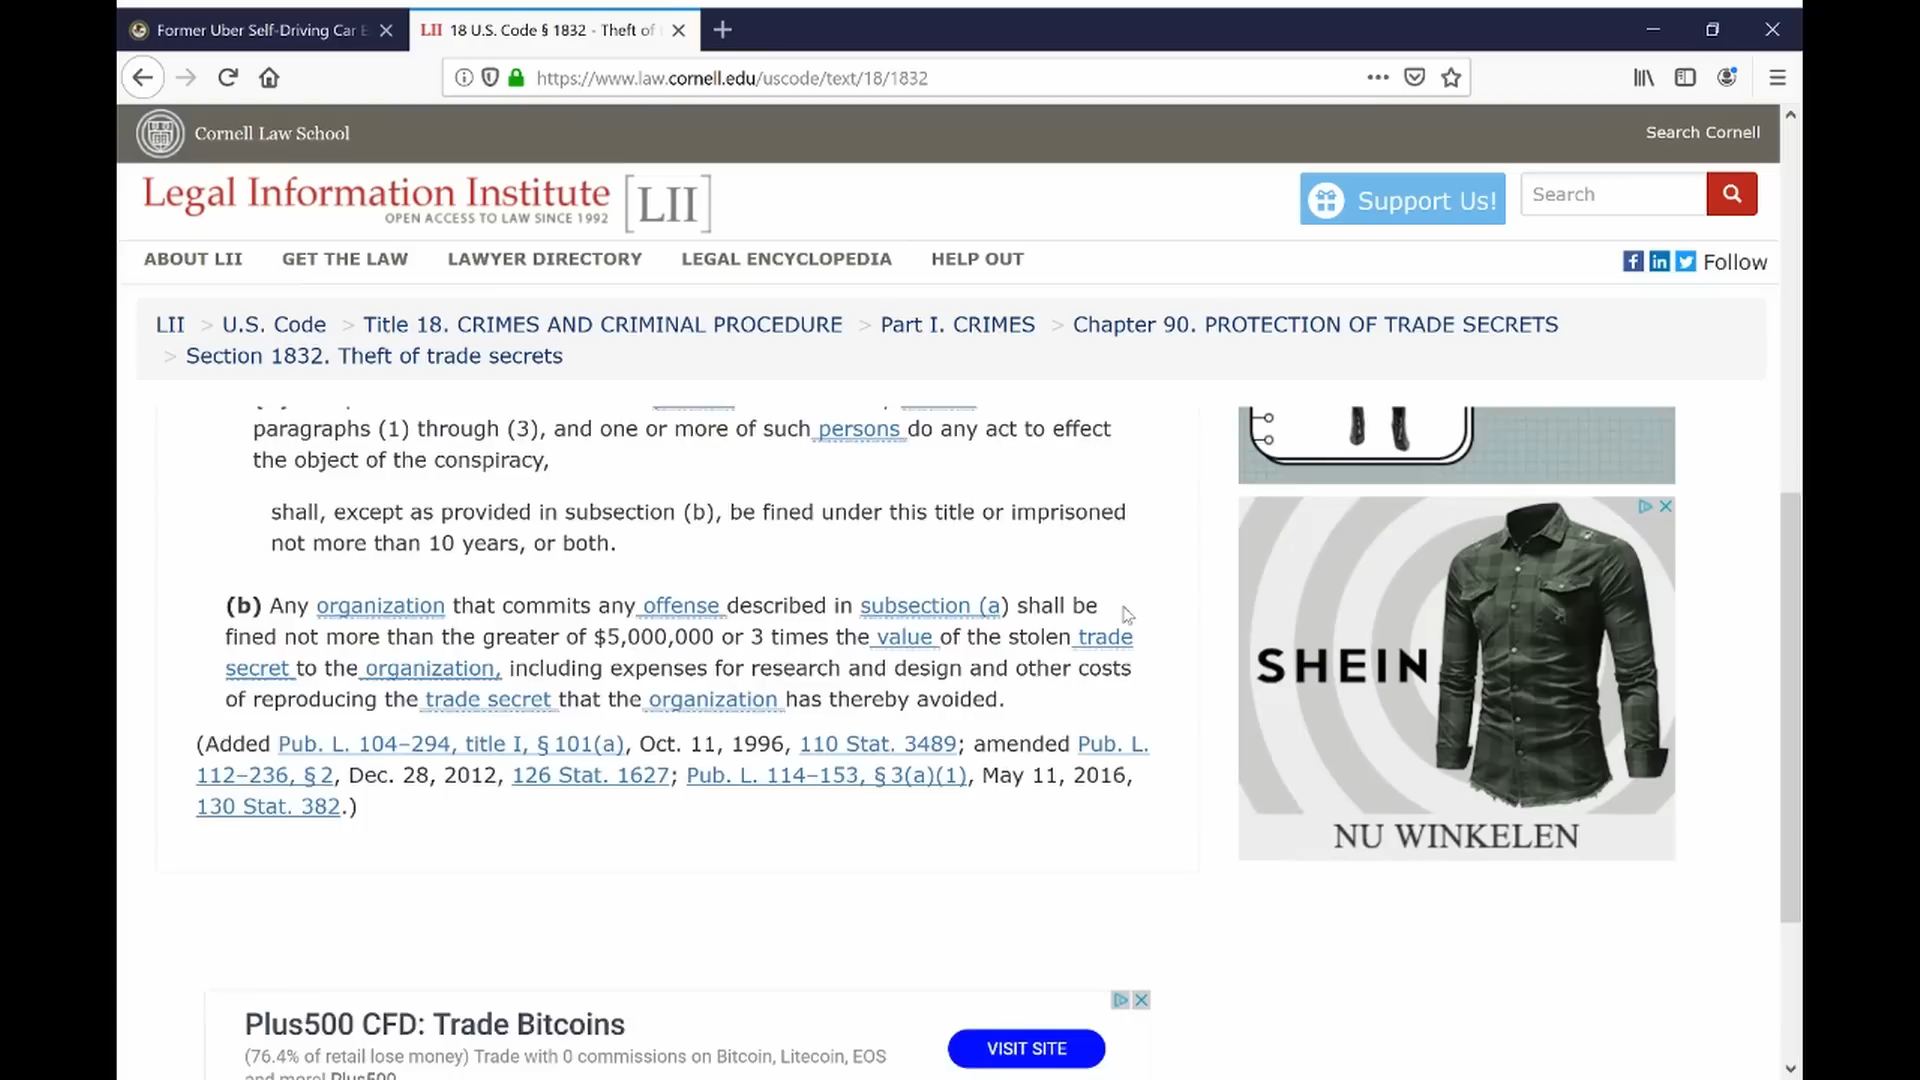 Former Uber Self-Driving Car E
LII 18 U.S. Code § 1832 - Theft of
https://www.law.cornell.edu/uscode/text/18/1832
Cornell Law School
Search Cornell
Legal Information Institute [LII]
OPEN ACCESS TO LAW SINCE 1992
Support Us!
Search
ABOUT LII GET THE LAW LAWYER DIRECTORY LEGAL ENCYCLOPEDIA HELP OUT
Follow
LII > U.S. Code > Title 18. CRIMES AND CRIMINAL PROCEDURE > Part I. CRIMES > Chapter 90. PROTECTION OF TRADE SECRETS
> Section 1832. Theft of trade secrets
paragraphs (1) through (3), and one or more of such persons do any act to effect
the object of the conspiracy,
shall, except as provided in subsection (b), be fined under this title or imprisoned
not more than 10 years, or both.
(b) Any organization that commits any offense described in subsection (a) shall be
fined not more than the greater of $5,000,000 or 3 times the value of the stolen trade
secret to the organization, including expenses for research and design and other costs
of reproducing the trade secret that the organization has thereby avoided.
(Added Pub. L. 104–294, title I, § 101(a), Oct. 11, 1996, 110 Stat. 3489; amended Pub. L.
112–236, § 2, Dec. 28, 2012, 126 Stat. 1627; Pub. L. 114–153, § 3(a)(1), May 11, 2016,
130 Stat. 382.)
SHEIN
NU WINKELEN
Plus500 CFD: Trade Bitcoins
(76.4% of retail lose money) Trade with 0 commissions on Bitcoin, Litecoin, EOS
and more! Plus500
VISIT SITE